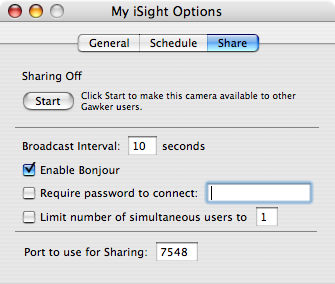 My iSight Options
General Schedule Share
Sharing Off
Start
Click Start to make this camera available to other
Gawker users.
Broadcast Interval: 10 seconds
Enable Bonjour
Require password to connect:
Limit number of simultaneous users to 1
Port to use for Sharing: 7548